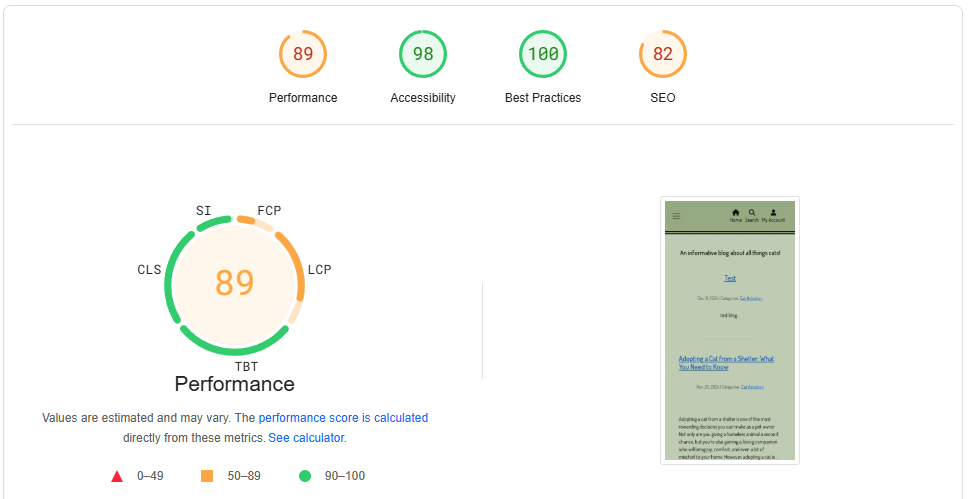 89
98
100
82
Performance
Accessibility
Best Practices
SEO
SI
FCP
CLS
LCP
89
TBT
Performance
Values are estimated and may vary. The performance score is calculated
directly from these metrics. See calculator.
0–49
50–89
90–100
Home Search My Account
An informative blog about all things cats!
Test
Dec. 9, 2024 | Categories: Cat Adoption
test blog
Adopting a Cat from a Shelter: What
You Need to Know
Nov. 20, 2024 | Categories: Cat Adoption
Adopting a cat from a shelter is one of the most
rewarding decisions you can make as a pet owner.
Not only are you giving a homeless animal a second
chance, but you're also gaining a loving companion
who will bring joy, comfort, and even a bit of
mischief to your home. However, adopting a cat is...